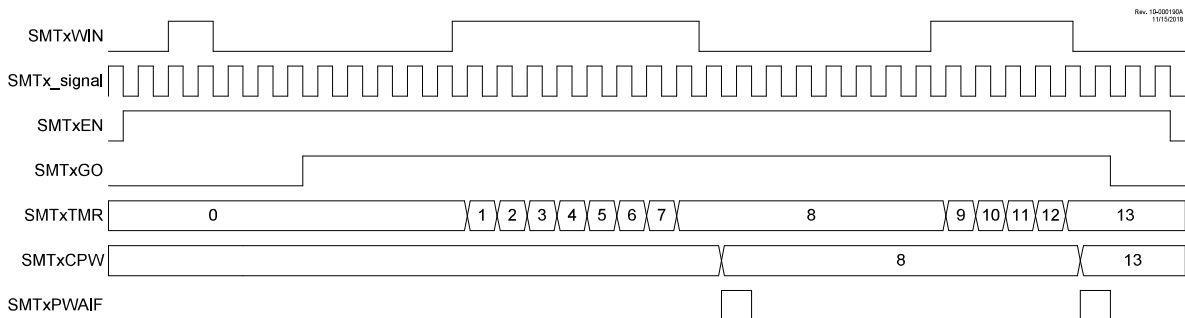 Rev. 10-000190A
11/15/2018
SMTxWIN
SMTx_signal
SMTxEN
SMTxGO
SMTxTMR 0 1 2 3 4 5 6 7 8 9 10 11 12 13
SMTxCPW 8 13
SMTxPWAIF